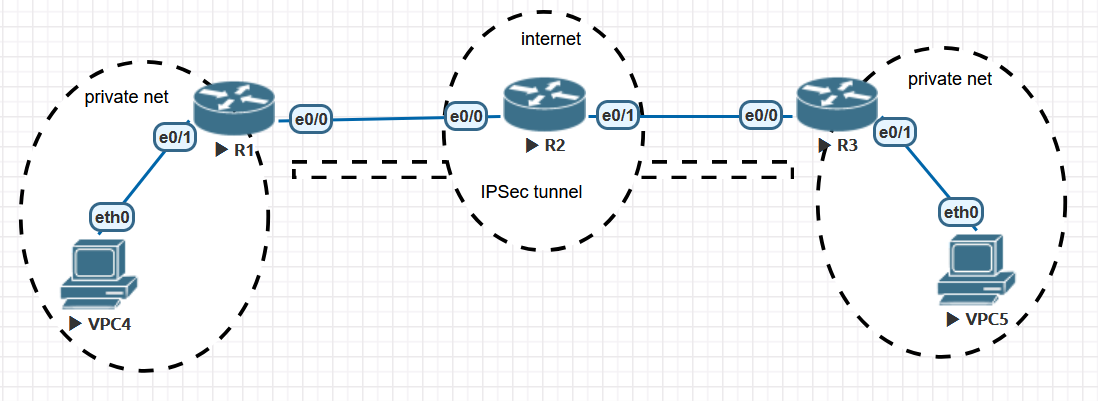 internet
private net
private net
e0/0
e0/0
e0/1
e0/0
e0/1
R1
R2
R3
e0/1
IPSec tunnel
eth0
eth0
VPC4
VPC5